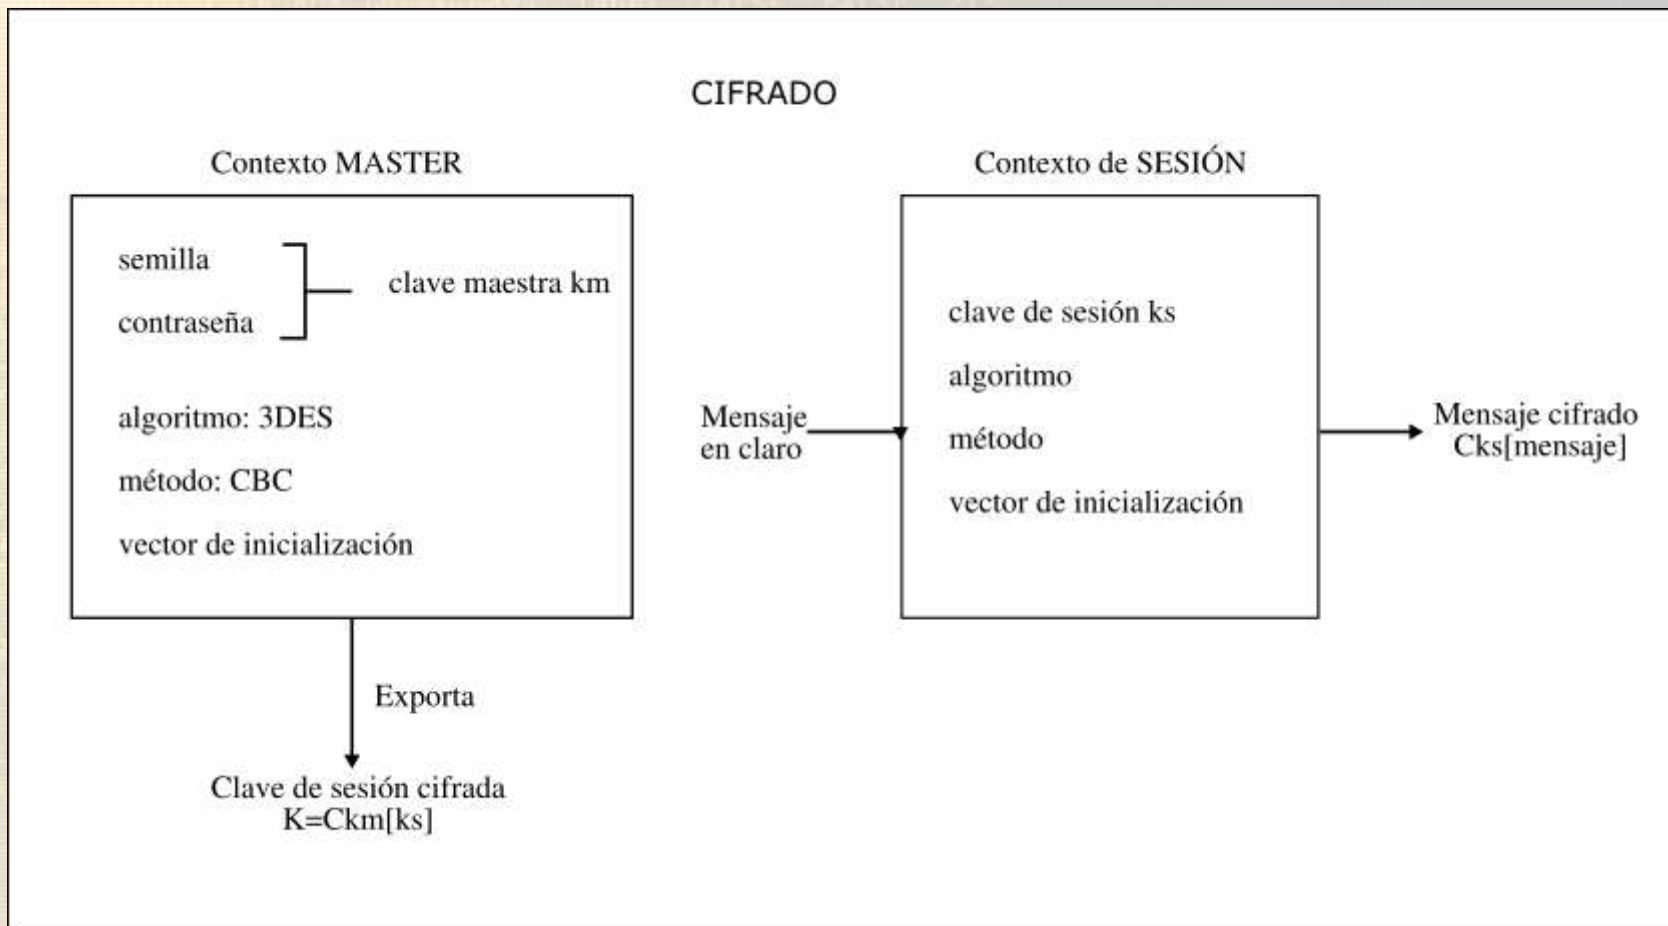 CIFRADO
Contexto MASTER
semilla
contraseña
clave maestra km
algoritmo: 3DES
método: CBC
vector de inicialización
Exporta
Clave de sesión cifrada
K=Ckm[ks]
Contexto de SESIÓN
Mensaje
en claro
clave de sesión ks
algoritmo
método
vector de inicialización
Mensaje cifrado
Cks[mensaje]